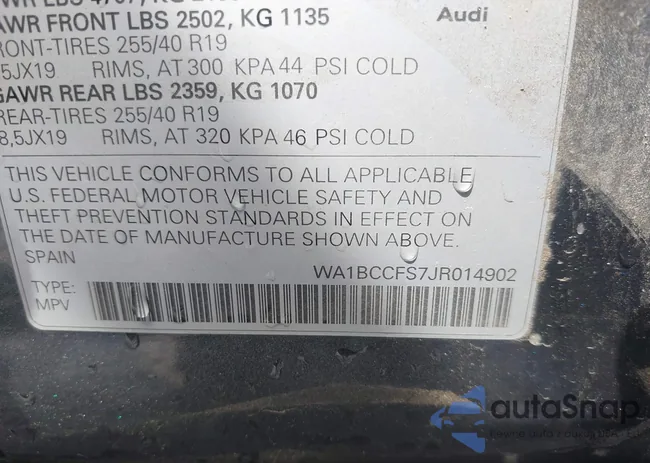 GAWR FRONT LBS 2502, KG 1135
FRONT-TIRES 255/40 R19
8,5JX19 RIMS, AT 300 KPA 44 PSI COLD
GAWR REAR LBS 2359, KG 1070
REAR-TIRES 255/40 R19
8,5JX19 RIMS, AT 320 KPA 46 PSI COLD
Audi
THIS VEHICLE CONFORMS TO ALL APPLICABLE
U.S. FEDERAL MOTOR VEHICLE SAFETY AND
THEFT PREVENTION STANDARDS IN EFFECT ON
THE DATE OF MANUFACTURE SHOWN ABOVE.
SPAIN
WA1BCCFS7JR014902
TYPE:
MPV
autaSnap